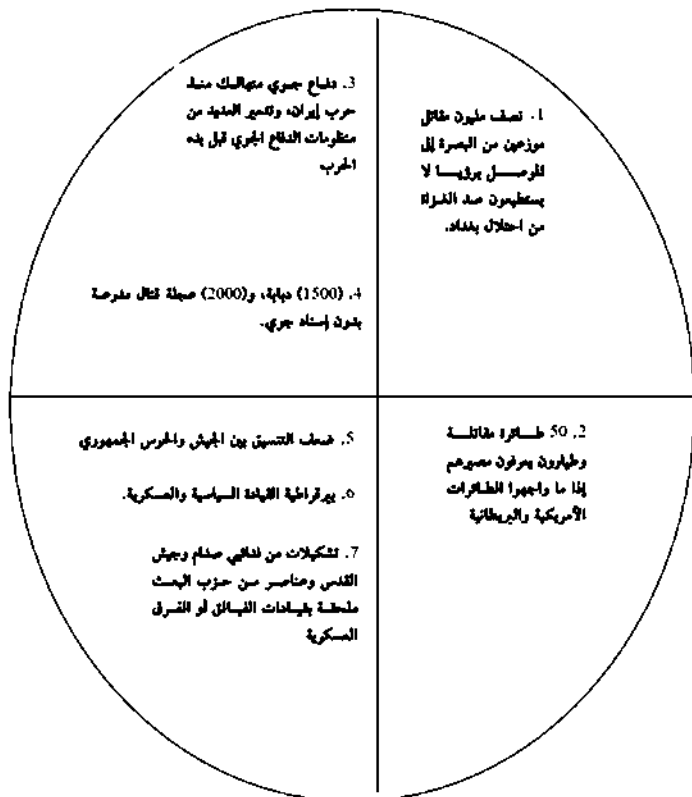 1. نصف مليون مقاتل
موزعين من البصرة إلى
الموصل برؤيا لا
يستطيعون صد الغزاة
من احتلال بغداد.
2. 50 طائرة مقاتلة
وطيارون يعرفون مصيرهم
إذا ما واجهوا الطائرات
الأمريكية والبريطانية
3. دفاع جوي متهالك منذ
حرب إيران، وتدمير العديد من
منظومات الدفاع الجوي قبل بدء
الحرب
4. (1500) دبابة، و(2000) عجلة قتال مدرعة
بدون إسناد جوي.
5. ضعف التنسيق بين الجيش والحرس الجمهوري
6. بيرقراطية القيادة السياسية والعسكرية.
7. تشكيلات من فدائيي صدام وجيش
القدس وعناصر من حزب البعث
ملحقة بقيادات الفيالق أو الفرق
العسكرية